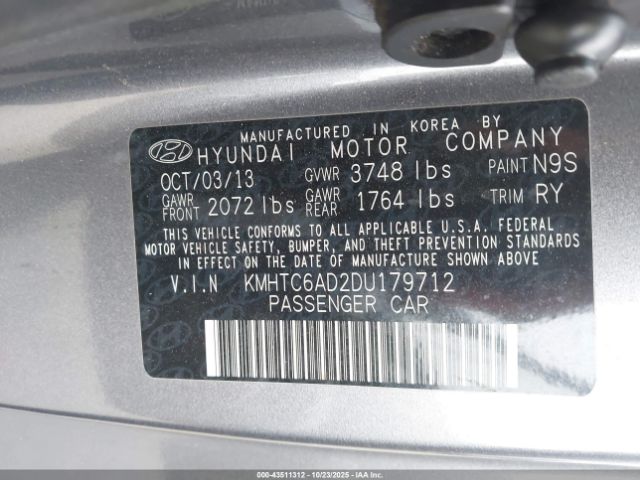 MANUFACTURED IN KOREA BY
HYUNDAI MOTOR COMPANY
OCT/03/13 GVWR 3748 lbs PAINT N9S
GAWR FRONT 2072 lbs GAWR REAR 1764 lbs TRIM RY
THIS VEHICLE CONFORMS TO ALL APPLICABLE U.S.A. FEDERAL
MOTOR VEHICLE SAFETY, BUMPER, AND THEFT PREVENTION STANDARDS
IN EFFECT ON THE DATE OF MANUFACTURE SHOWN ABOVE
V.I.N KMHTC6AD2DU179712
PASSENGER CAR
000-43511312 | 10/23/2025 | IAAI.COM